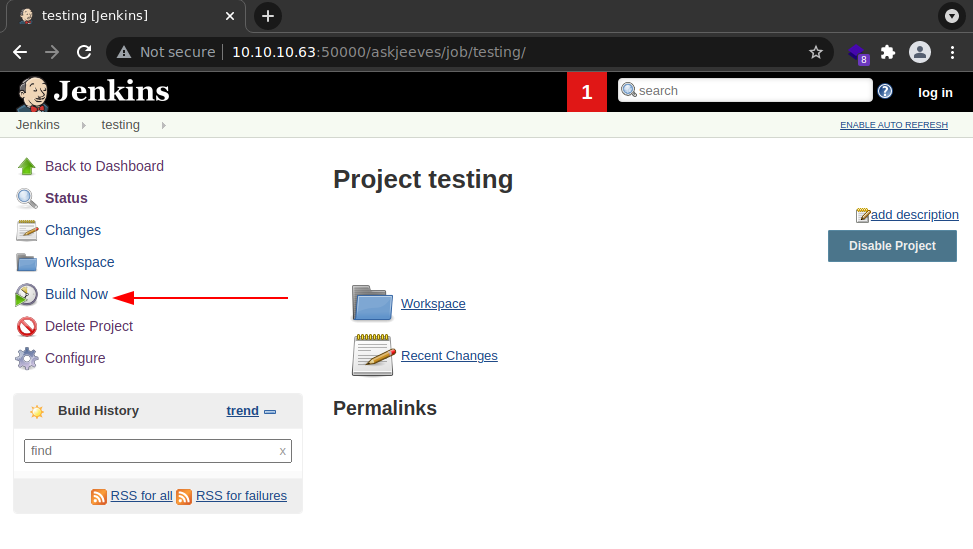 testing [Jenkins]
Not secure 10.10.10.63:50000/askjeeves/job/testing/
8
Jenkins
1
search
log in
Jenkins testing
ENABLE AUTO REFRESH
Back to Dashboard
Status
Changes
Workspace
Build Now
Delete Project
Configure
Build History trend
find x
RSS for all RSS for failures
Project testing
add description
Disable Project
Workspace
Recent Changes
Permalinks